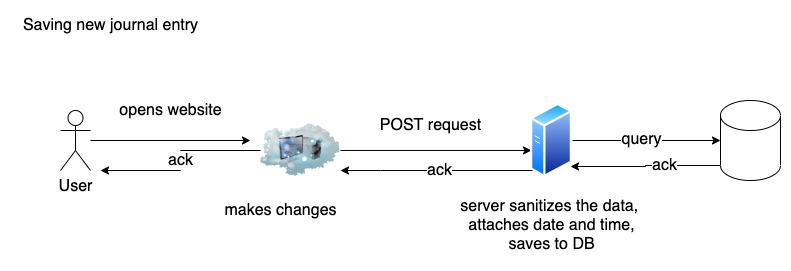 Saving new journal entry
opens website
POST request
query
ack
ack
ack
User
makes changes
server sanitizes the data,
attaches date and time,
saves to DB